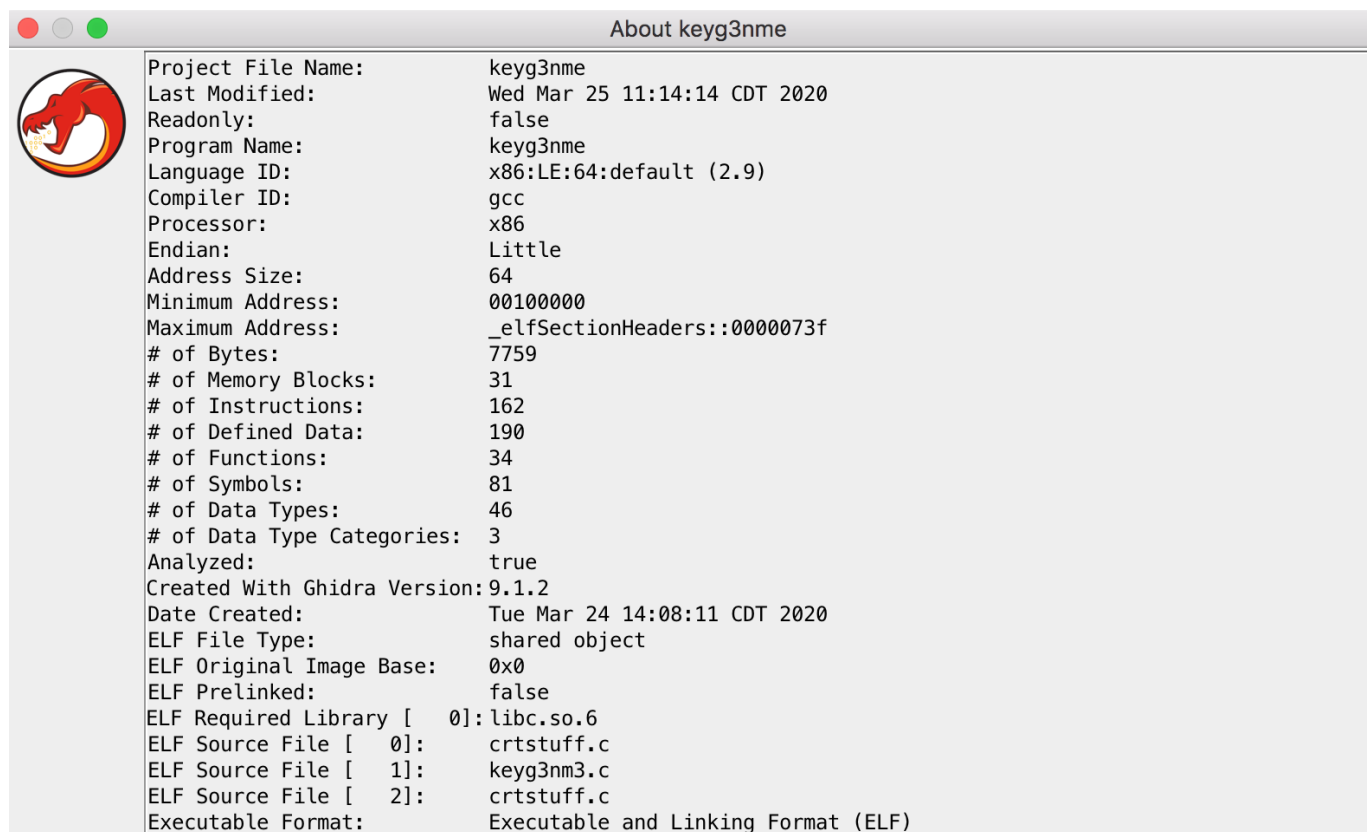 About keyg3nme
Project File Name: keyg3nme
Last Modified: Wed Mar 25 11:14:14 CDT 2020
Readonly: false
Program Name: keyg3nme
Language ID: x86:LE:64:default (2.9)
Compiler ID: gcc
Processor: x86
Endian: Little
Address Size: 64
Minimum Address: 00100000
Maximum Address: _elfSectionHeaders::0000073f
# of Bytes: 7759
# of Memory Blocks: 31
# of Instructions: 162
# of Defined Data: 190
# of Functions: 34
# of Symbols: 81
# of Data Types: 46
# of Data Type Categories: 3
Analyzed: true
Created With Ghidra Version: 9.1.2
Date Created: Tue Mar 24 14:08:11 CDT 2020
ELF File Type: shared object
ELF Original Image Base: 0x0
ELF Prelinked: false
ELF Required Library [   0]: libc.so.6
ELF Source File [   0]: crtstuff.c
ELF Source File [   1]: keyg3nm3.c
ELF Source File [   2]: crtstuff.c
Executable Format: Executable and Linking Format (ELF)